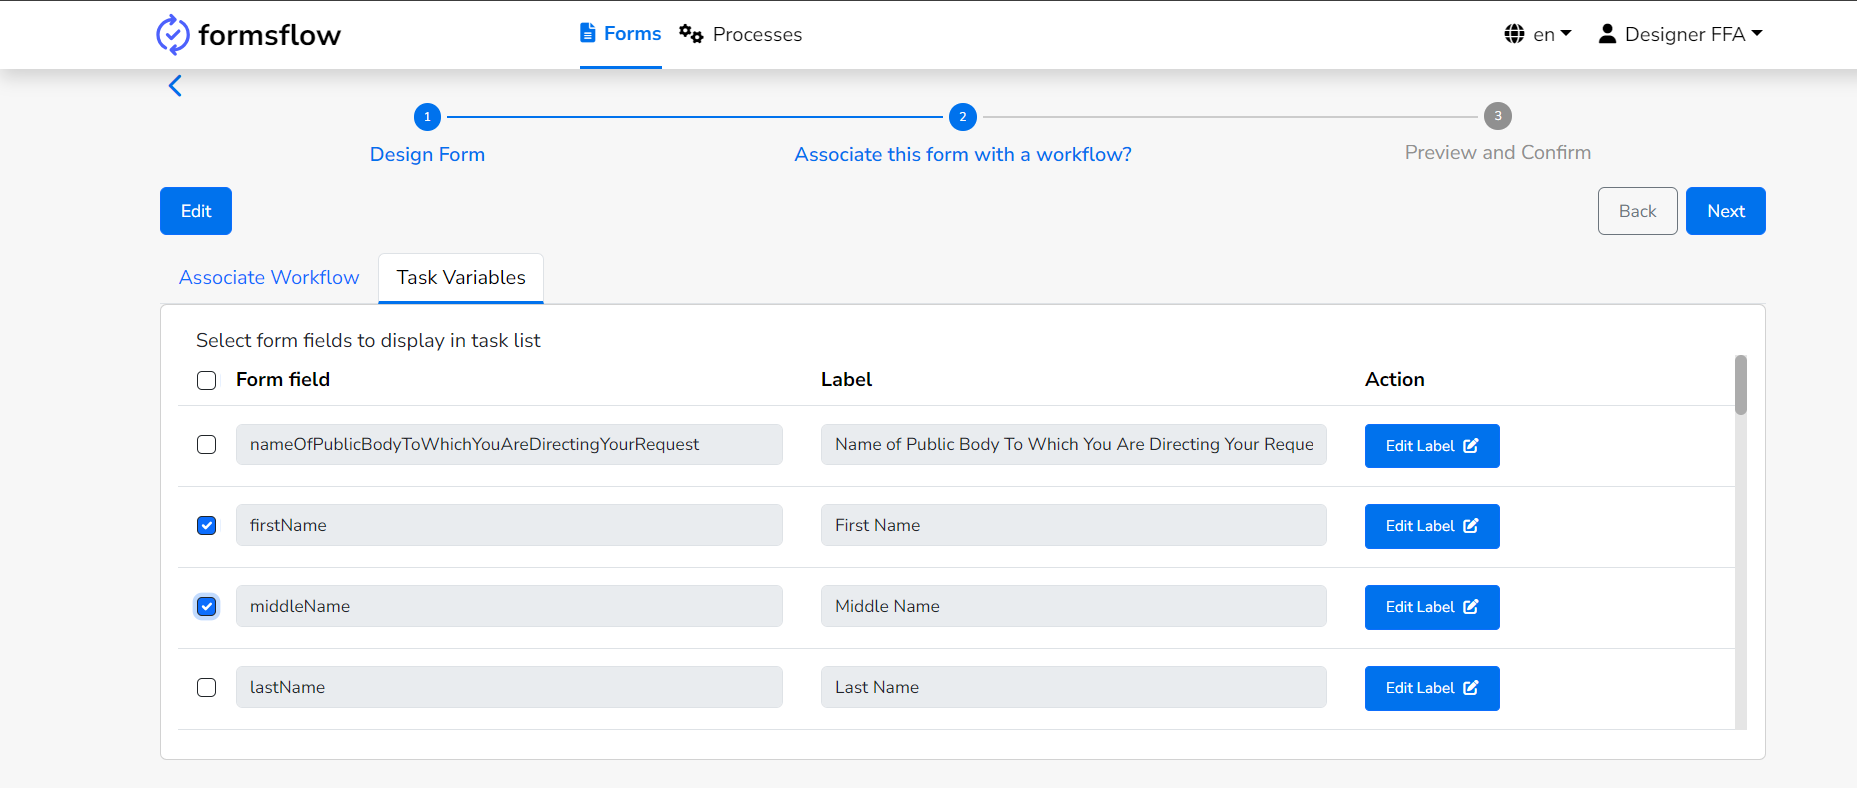 formsflow
Forms
Processes
en
Designer FFA
1
2
3
Design Form
Associate this form with a workflow?
Preview and Confirm
Edit
Back
Next
Associate Workflow
Task Variables
Select form fields to display in task list
Form field
Label
Action
nameOfPublicBodyToWhichYouAreDirectingYourRequest
Name of Public Body To Which You Are Directing Your Reque
Edit Label
firstName
First Name
Edit Label
middleName
Middle Name
Edit Label
lastName
Last Name
Edit Label